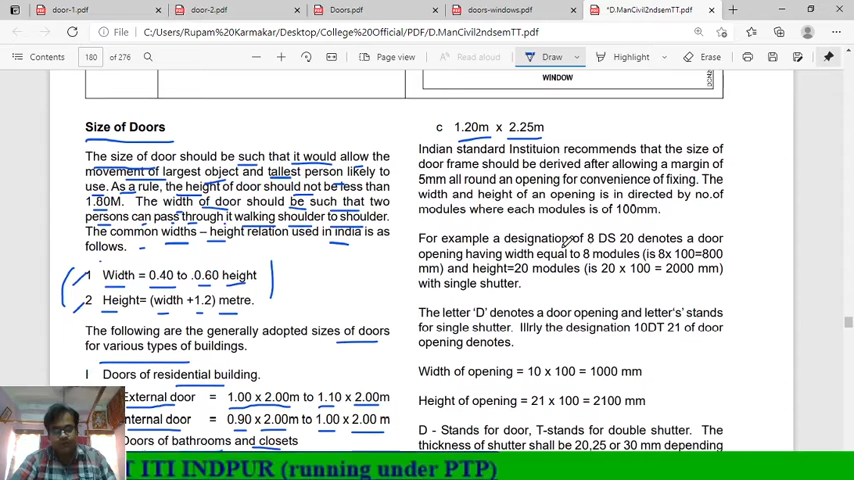 door-1.pdf
door-2.pdf
Doors.pdf
doors-windows.pdf
*D.ManCivil2ndsemTT.pdf
File
C:/Users/Rupam%20Karmakar/Desktop/College%20Official/PDF/D.ManCivil2ndsemTT.pdf
Contents
180
of 276
Page view
Read aloud
Draw
Highlight
Erase
WINDOW
Size of Doors
The size of door should be such that it would allow the
movement of largest object and tallest person likely to
use. As a rule, the height of door should not be less than
1.80M. The width of door should be such that two
persons can pass through it walking shoulder to shoulder.
The common widths – height relation used in india is as
follows.
1 Width = 0.40 to .0.60 height
2 Height= (width +1.2) metre.
The following are the generally adopted sizes of doors
for various types of buildings.
I Doors of residential building.
External door = 1.00 x 2.00m to 1.10 x 2.00m
Internal door = 0.90 x 2.00m to 1.00 x 2.00 m
Doors of bathrooms and closets
c 1.20m x 2.25m
Indian standard Instituion recommends that the size of
door frame should be derived after allowing a margin of
5mm all round an opening for convenience of fixing. The
width and height of an opening is in directed by no.of
modules where each modules is of 100mm.
For example a designation of 8 DS 20 denotes a door
opening having width equal to 8 modules (is 8x 100=800
mm) and height=20 modules (is 20 x 100 = 2000 mm)
with single shutter.
The letter 'D' denotes a door opening and letter's' stands
for single shutter. Illrly the designation 10DT 21 of door
opening denotes.
Width of opening = 10 x 100 = 1000 mm
Height of opening = 21 x 100 = 2100 mm
D - Stands for door, T-stands for double shutter. The
thickness of shutter shall be 20,25 or 30 mm depending
T ITI INDPUR (running under PTP)